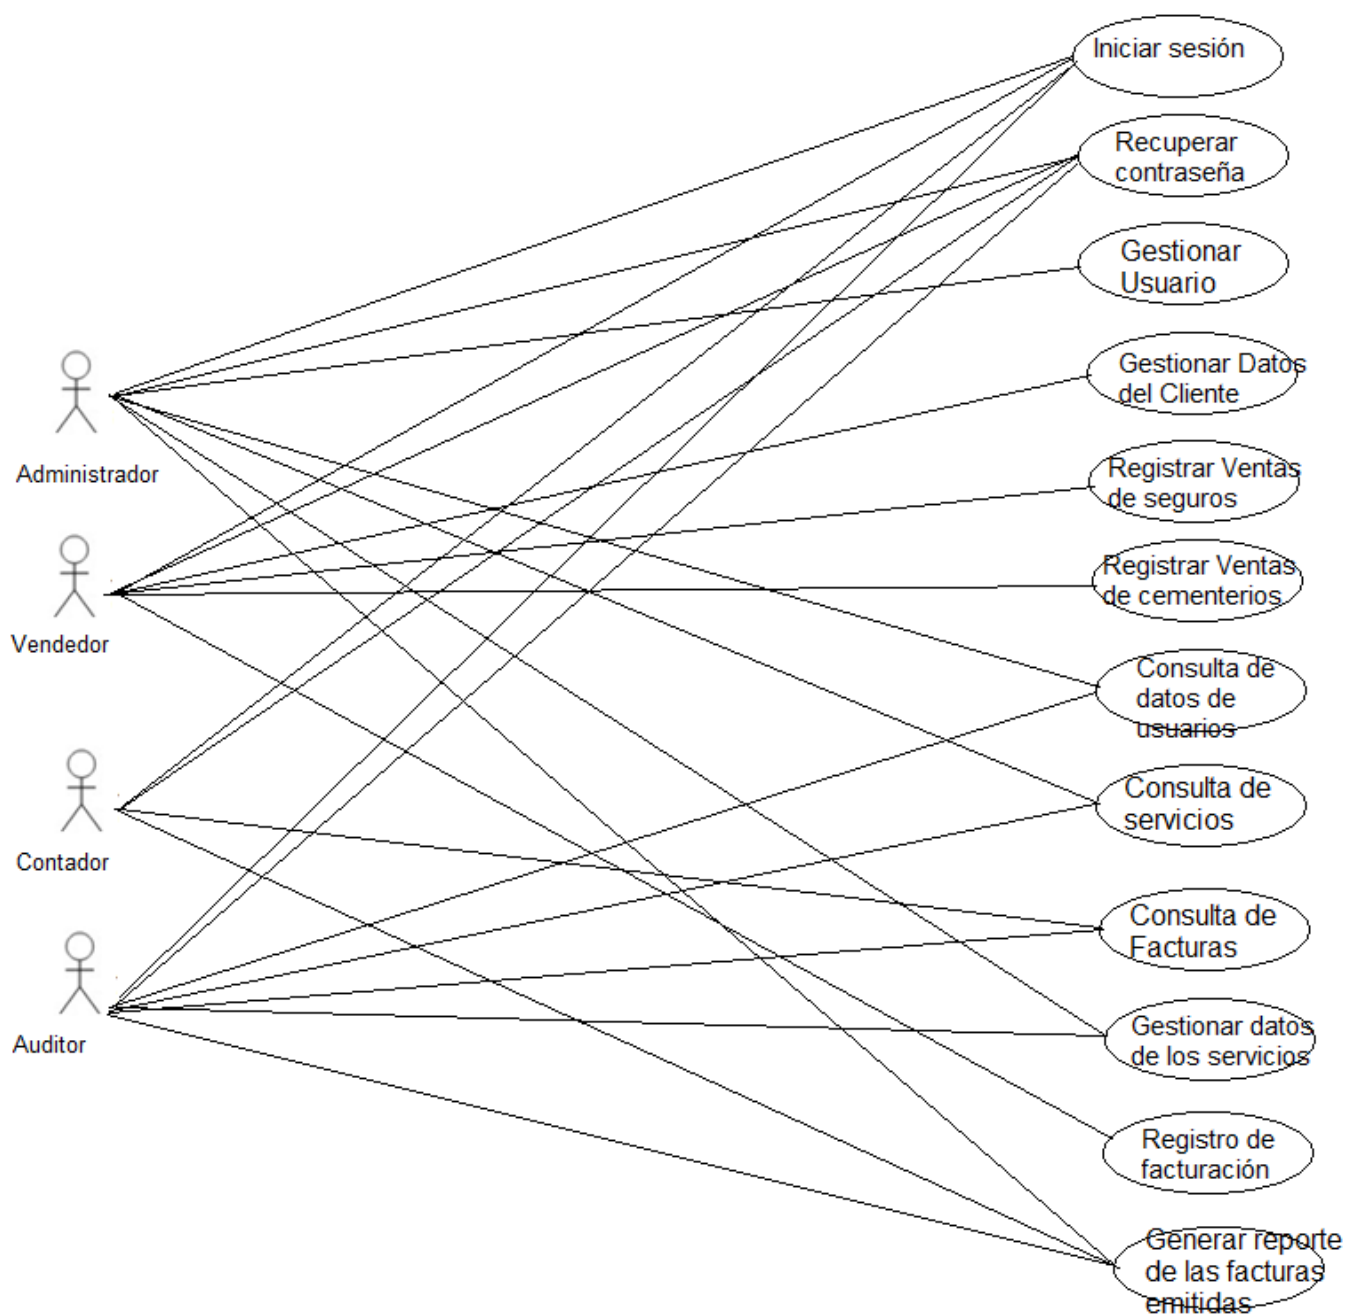 Iniciar sesión
Recuperar
contraseña
Gestionar
Usuario
Gestionar Datos
del Cliente
Administrador
Registrar Ventas
de seguros
Registrar Ventas
de cementerios
Vendedor
Consulta de
datos de
usuarios
Consulta de
servicios
Contador
Consulta de
Facturas
Gestionar datos
de los servicios
Auditor
Registro de
facturación
Generar reporte
de las facturas
emitidas